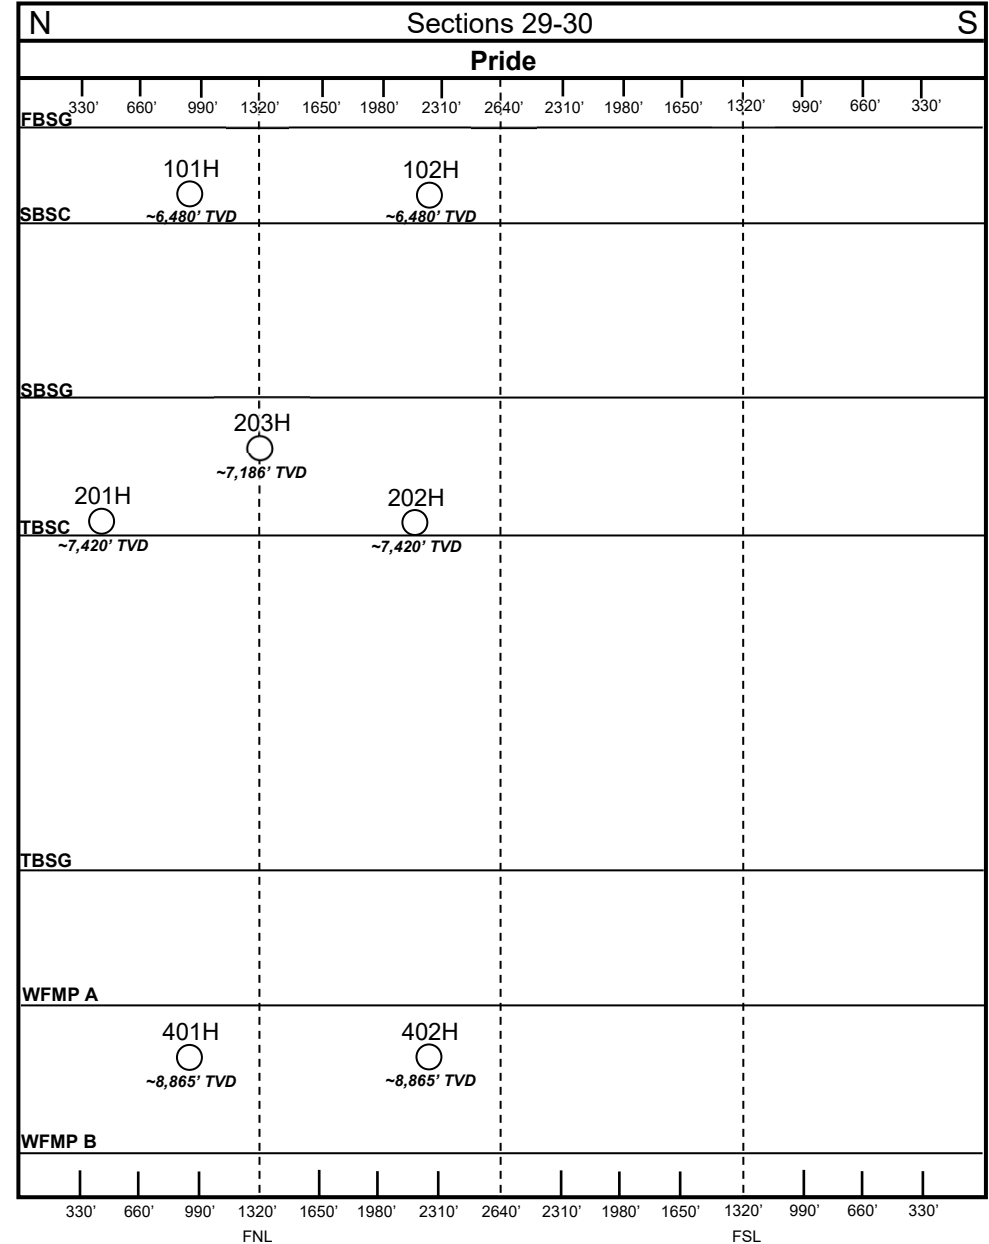 N Sections 29-30 S
Pride
330’ 660’ 990’ 1320’ 1650’ 1980’ 2310’ 2640’ 2310’ 1980’ 1650’ 1320’ 990’ 660’ 330’
FBSG
101H 102H
~6,480’ TVD ~6,480’ TVD
SBSC
SBSG
203H
~7,186’ TVD
201H 202H
TBSC
~7,420’ TVD ~7,420’ TVD
TBSG
WFMP A
401H 402H
~8,865’ TVD ~8,865’ TVD
WFMP B
330’ 660’ 990’ 1320’ 1650’ 1980’ 2310’ 2640’ 2310’ 1980’ 1650’ 1320’ 990’ 660’ 330’
FNL FSL